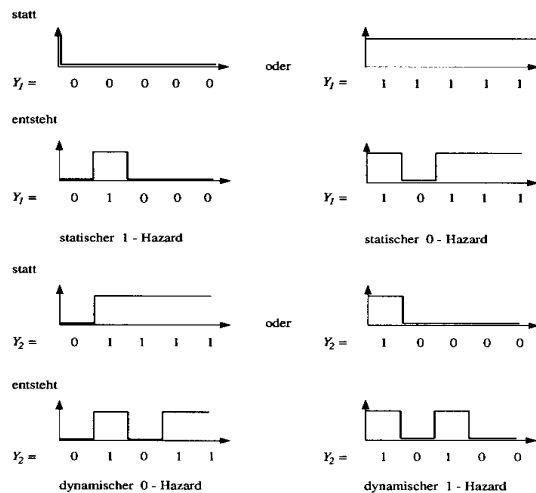 statt
oder
Y₁ = 0 0 0 0 0
Y₁ = 1 1 1 1 1
entsteht
Y₁ = 0 1 0 0 0
Y₁ = 1 0 1 1 1
statischer 1 - Hazard
statischer 0 - Hazard
statt
oder
Y₂ = 0 1 1 1 1
Y₂ = 1 0 0 0 0
entsteht
Y₂ = 0 1 0 1 1
Y₂ = 1 0 1 0 0
dynamischer 0 - Hazard
dynamischer 1 - Hazard